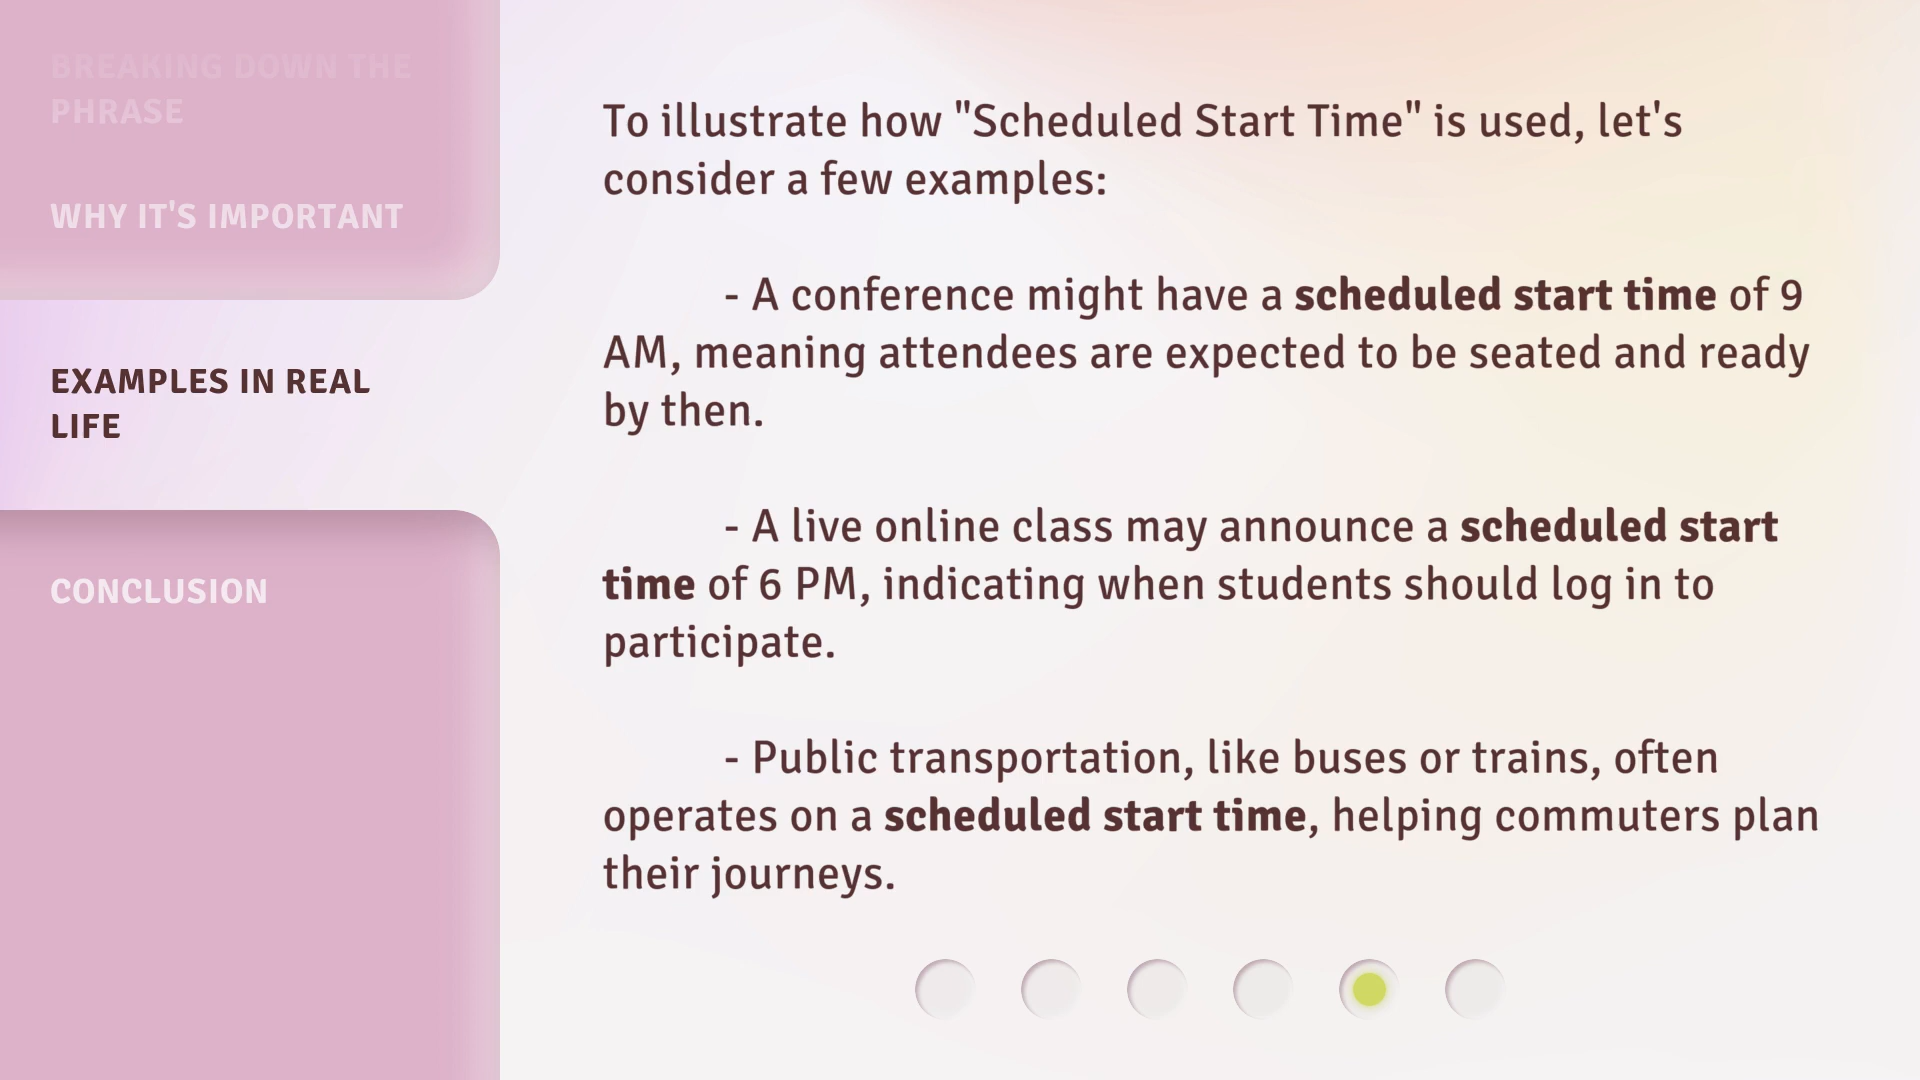 BREAKING DOWN THE
PHRASE
WHY IT'S IMPORTANT
EXAMPLES IN REAL
LIFE
CONCLUSION
To illustrate how "Scheduled Start Time" is used, let's
consider a few examples:
- A conference might have a scheduled start time of 9
AM, meaning attendees are expected to be seated and ready
by then.
- A live online class may announce a scheduled start
time of 6 PM, indicating when students should log in to
participate.
- Public transportation, like buses or trains, often
operates on a scheduled start time, helping commuters plan
their journeys.